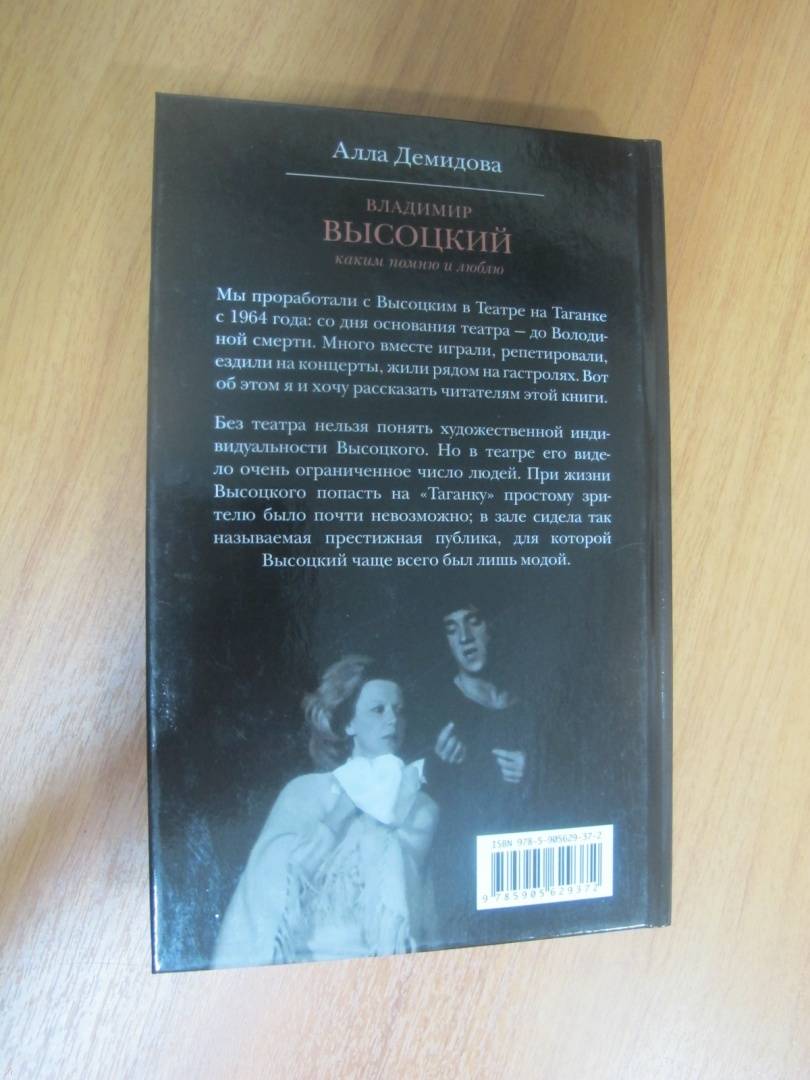 Алла Демидова
ВЛАДИМИР
ВЫСОЦКИЙ
каким помню и люблю
Мы проработали с Высоцким в Театре на Таганке
с 1964 года: со дня основания театра — до Володи-
ной смерти. Много вместе играли, репетировали,
ездили на концерты, жили рядом на гастролях. Вот
об этом я и хочу рассказать читателям этой книги.
Без театра нельзя понять художественной инди-
видуальности Высоцкого. Но в театре его виде-
ло очень ограниченное число людей. При жизни
Высоцкого попасть на «Таганку» простому зри-
телю было почти невозможно; в зале сидела так
называемая престижная публика, для которой
Высоцкий чаще всего был лишь модой.
ISBN 978-5-905629-37-2
9 785905 629372